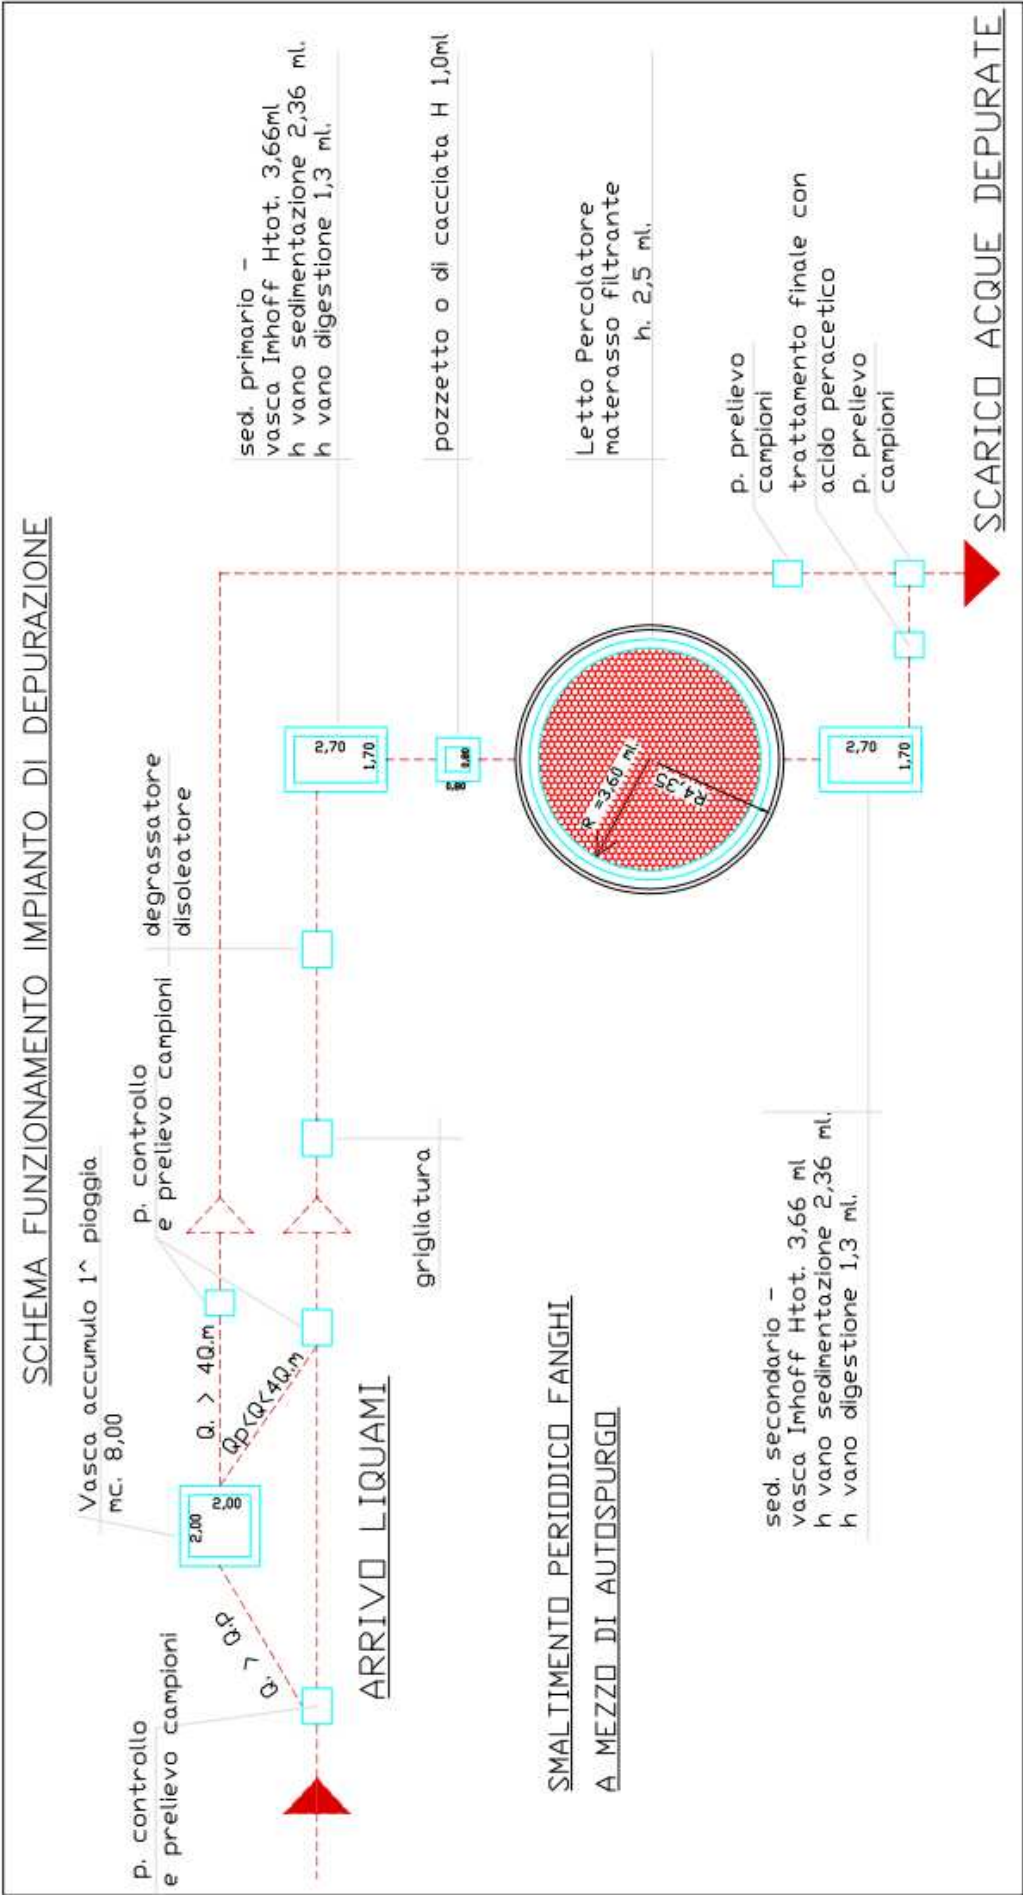 SCHEMA FUNZIONAMENTO IMPIANTO DI DEPURAZIONE
Vasca accumulo 1^ pioggia
mc. 8,00
p. controllo
e prelievo campioni
p. controllo
e prelievo campioni
degrassatore
disoleatore
sed. primario -
vasca Imhoff Htot. 3,66ml
h vano sedimentazione 2,36 ml.
h vano digestione 1,3 ml.
2,00
2,00
Q. > Q.p
Q. > 4Q.m
Qp<Q<4Q.m
ARRIVO LIQUAMI
grigliatura
2,70
1,70
pozzetto o di cacciata H 1,0ml
0,80
0,80
Letto Percolatore
materasso filtrante
h. 2,5 ml.
R =3,60 ml.
R4,35
SMALTIMENTO PERIODICO FANGHI
A MEZZO DI AUTOSPURGO
p. prelievo
campioni
trattamento finale con
acido peracetico
p. prelievo
campioni
2,70
1,70
sed. secondario -
vasca Imhoff Htot. 3,66 ml
h vano sedimentazione 2,36 ml.
h vano digestione 1,3 ml.
SCARICO ACQUE DEPURATE